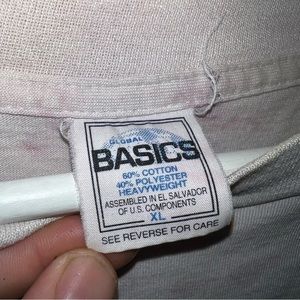 GLOBAL
BASICS
60% COTTON
40% POLYESTER
HEAVYWEIGHT
ASSEMBLED IN EL SALVADOR
OF U.S. COMPONENTS
XL
SEE REVERSE FOR CARE